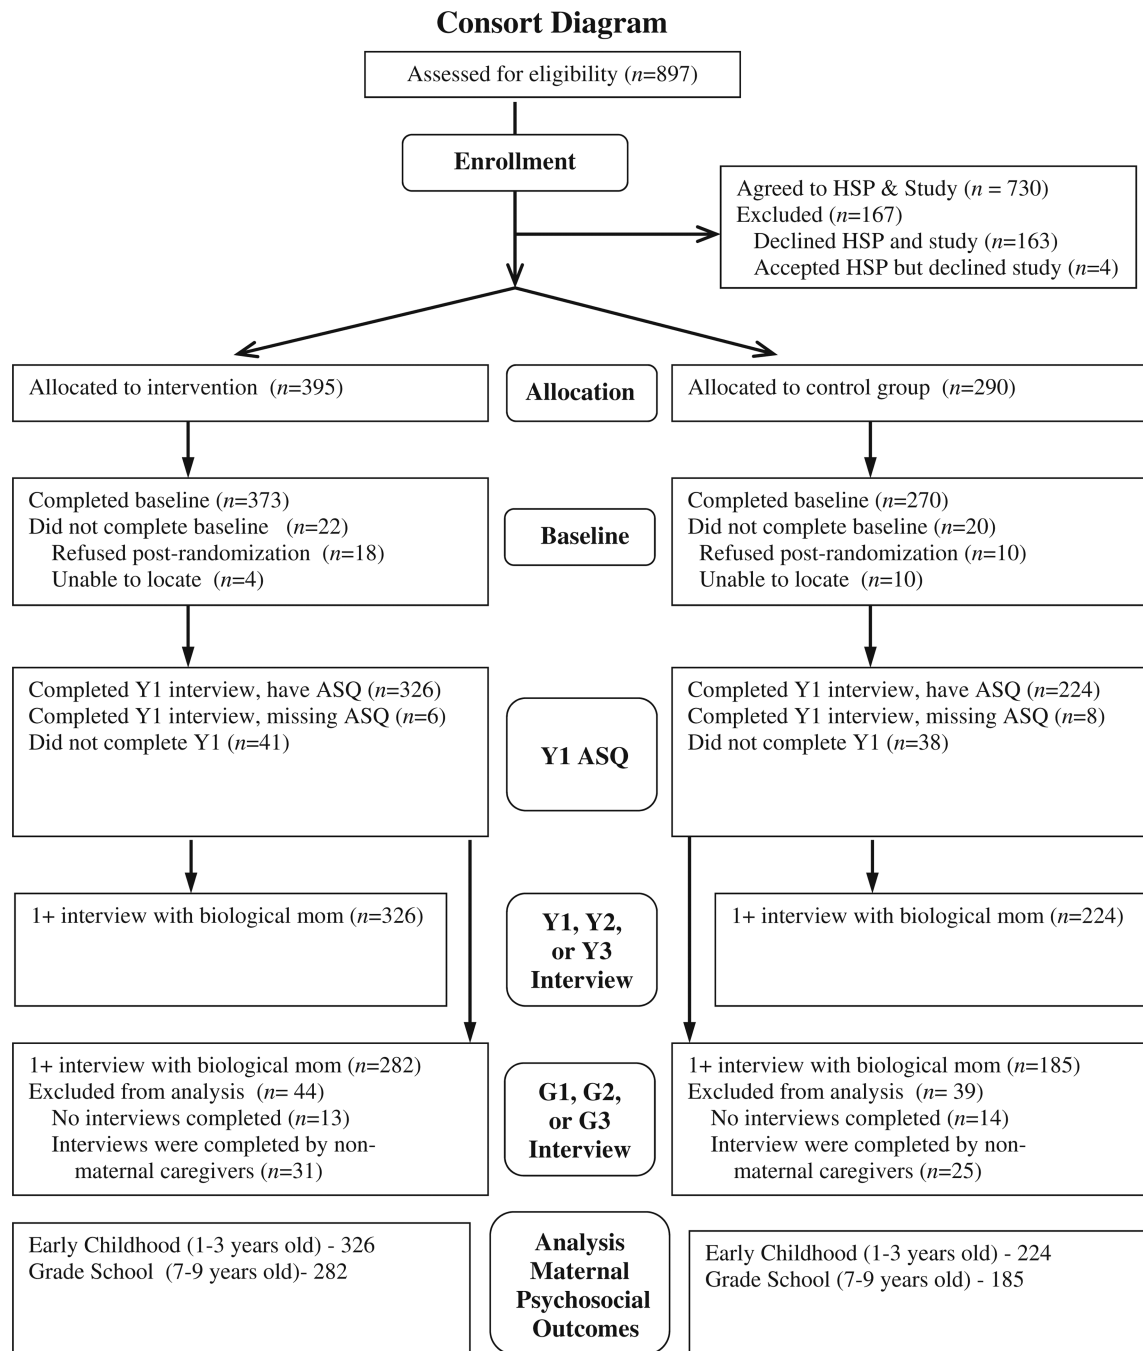 Consort Diagram
Assessed for eligibility (n=897)
Enrollment
Agreed to HSP & Study (n = 730)
Excluded (n=167)
Declined HSP and study (n=163)
Accepted HSP but declined study (n=4)
Allocated to intervention (n=395)
Allocation
Allocated to control group (n=290)
Completed baseline (n=373)
Did not complete baseline (n=22)
Refused post-randomization (n=18)
Unable to locate (n=4)
Baseline
Completed baseline (n=270)
Did not complete baseline (n=20)
Refused post-randomization (n=10)
Unable to locate (n=10)
Completed Y1 interview, have ASQ (n=326)
Completed Y1 interview, missing ASQ (n=6)
Did not complete Y1 (n=41)
Y1 ASQ
Completed Y1 interview, have ASQ (n=224)
Completed Y1 interview, missing ASQ (n=8)
Did not complete Y1 (n=38)
1+ interview with biological mom (n=326)
Y1, Y2,
or Y3
Interview
1+ interview with biological mom (n=224)
1+ interview with biological mom (n=282)
Excluded from analysis (n= 44)
No interviews completed (n=13)
Interviews were completed by non-
maternal caregivers (n=31)
G1, G2,
or G3
Interview
1+ interview with biological mom (n=185)
Excluded from analysis (n= 39)
No interviews completed (n=14)
Interview were completed by non-
maternal caregivers (n=25)
Early Childhood (1-3 years old) - 326
Grade School (7-9 years old)- 282
Analysis
Maternal
Psychosocial
Outcomes
Early Childhood (1-3 years old) - 224
Grade School (7-9 years old) - 185